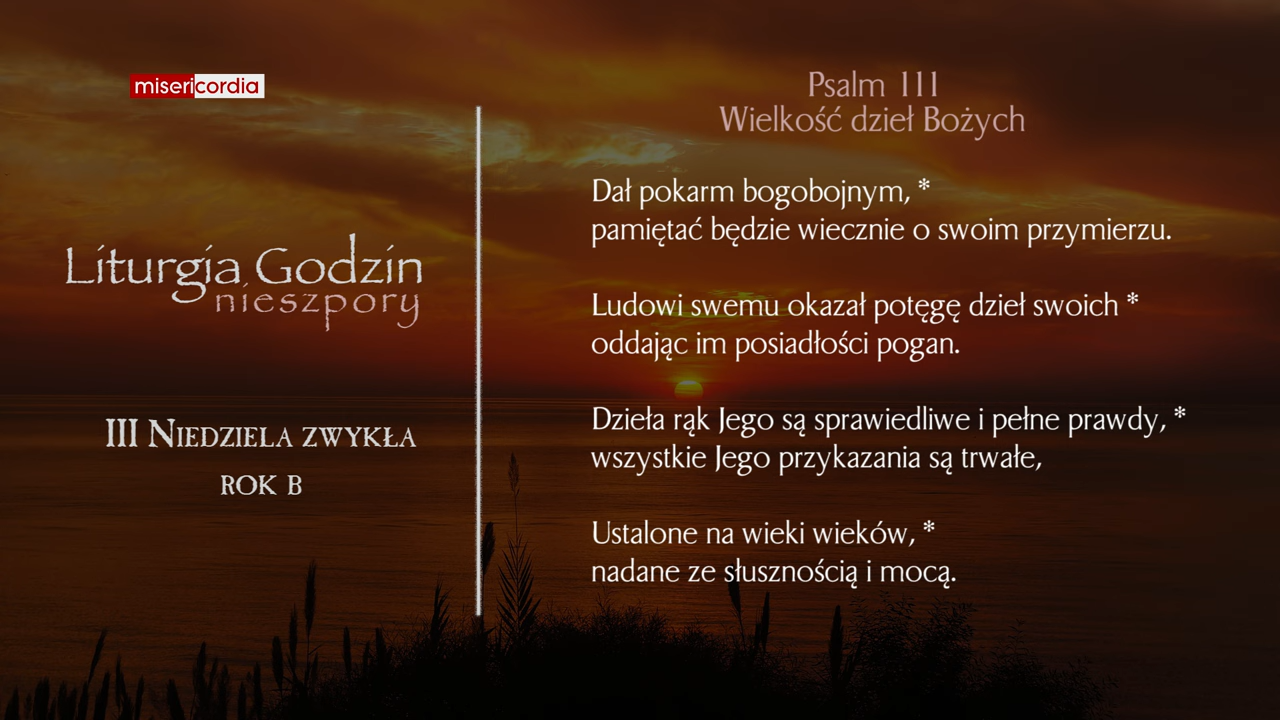 misericordia
Liturgia Godzin
nieszpory
III Niedziela zwykła
rok B
Psalm 111
Wielkość dzieł Bożych
Dał pokarm bogobojnym, *
pamiętać będzie wiecznie o swoim przymierzu.
Ludowi swemu okazał potęgę dzieł swoich *
oddając im posiadłości pogan.
Dzieła rąk Jego są sprawiedliwe i pełne prawdy, *
wszystkie Jego przykazania są trwałe,
Ustalone na wieki wieków, *
nadane ze słusznością i mocą.